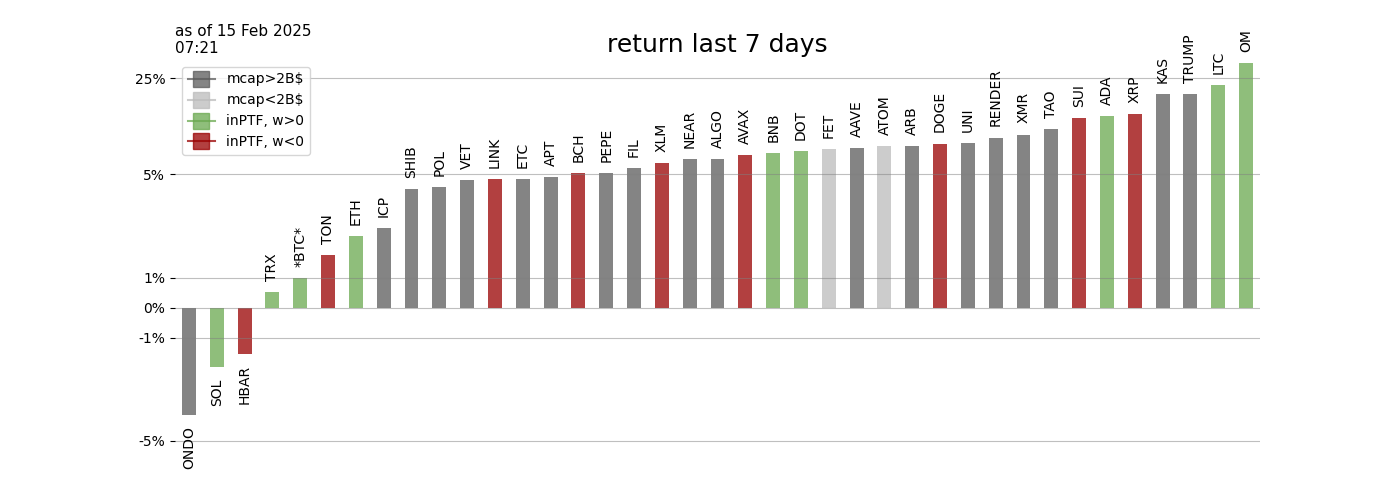 as of 15 Feb 2025
07:21
return last 7 days
mcap>2B$
mcap<2B$
inPTF, w>0
inPTF, w<0
25%
5%
1%
0%
-1%
-5%
ONDO
SOL
HBAR
TRX
*BTC*
TON
ETH
ICP
SHIB
POL
VET
LINK
ETC
APT
BCH
PEPE
FIL
XLM
NEAR
ALGO
AVAX
BNB
DOT
FET
AAVE
ATOM
ARB
DOGE
UNI
RENDER
XMR
TAO
SUI
ADA
XRP
KAS
TRUMP
LTC
OM